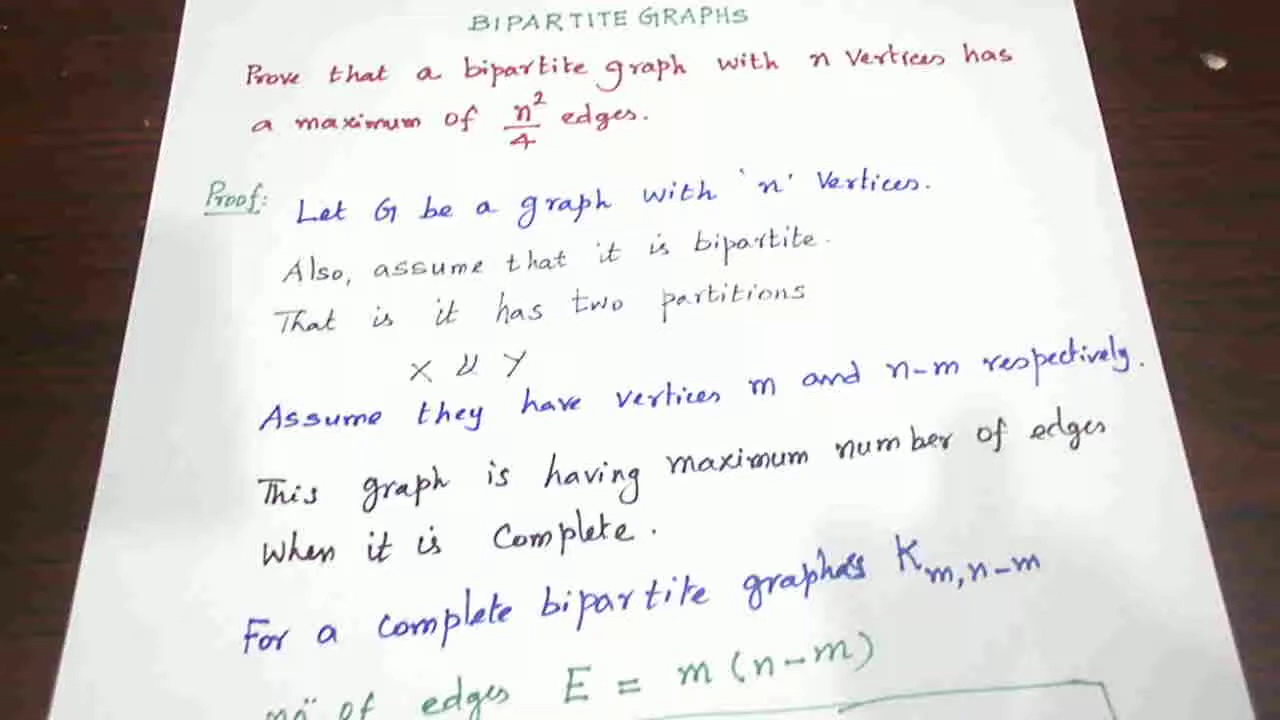 BIPARTITE GRAPHS
Prove that a bipartite graph with n vertices has
a maximum of n²/4 edges.
Proof: Let G be a graph with 'n' vertices.
Also, assume that it is bipartite.
That is it has two partitions
X ∪ Y
Assume they have vertices m and n-m respectively.
This graph is having maximum number of edges
When it is complete.
For a complete bipartite graphs K m,n-m
no of edges E = m(n-m)